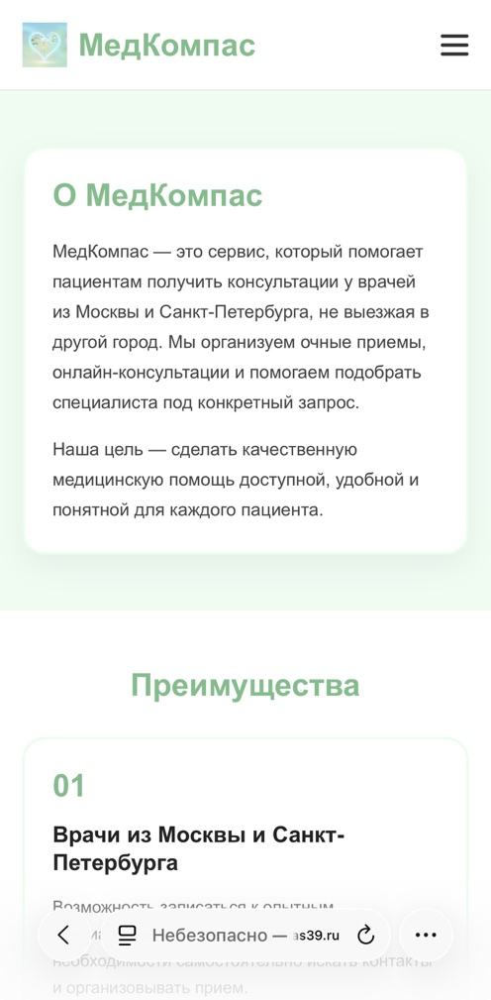 МедКомпас
О МедКомпас
МедКомпас — это сервис, который помогает
пациентам получить консультации у врачей
из Москвы и Санкт-Петербурга, не выезжая в
другой город. Мы организуем очные приемы,
онлайн-консультации и помогаем подобрать
специалиста под конкретный запрос.
Наша цель — сделать качественную
медицинскую помощь доступной, удобной и
понятной для каждого пациента.
Преимущества
01
Врачи из Москвы и Санкт-
Петербурга
Возможность записаться к опытным
Небезопасно — as39.ru
необходимости самостоятельно искать контакты
и организовывать прием.